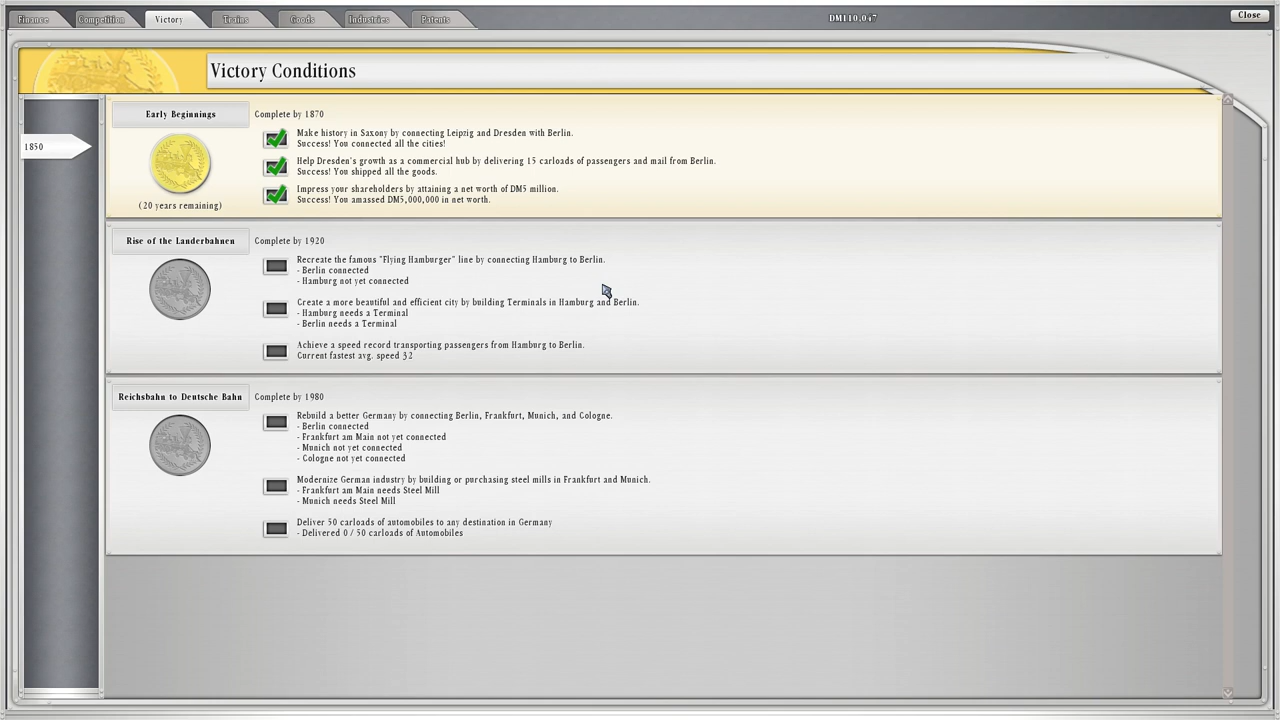 Finance
Competition
Victory
Trains
Goods
Industries
Patents
DM110,047
Close
Victory Conditions
1850
Early Beginnings
(20 years remaining)
Complete by 1870
Make history in Saxony by connecting Leipzig and Dresden with Berlin.
Success! You connected all the cities!
Help Dresden's growth as a commercial hub by delivering 15 carloads of passengers and mail from Berlin.
Success! You shipped all the goods.
Impress your shareholders by attaining a net worth of DM5 million.
Success! You amassed DM5,000,000 in net worth.
Rise of the Landerbahnen
Complete by 1920
Recreate the famous "Flying Hamburger" line by connecting Hamburg to Berlin.
- Berlin connected
- Hamburg not yet connected
Create a more beautiful and efficient city by building Terminals in Hamburg and Berlin.
- Hamburg needs a Terminal
- Berlin needs a Terminal
Achieve a speed record transporting passengers from Hamburg to Berlin.
Current fastest avg. speed 32
Reichsbahn to Deutsche Bahn
Complete by 1980
Rebuild a better Germany by connecting Berlin, Frankfurt, Munich, and Cologne.
- Berlin connected
- Frankfurt am Main not yet connected
- Munich not yet connected
- Cologne not yet connected
Modernize German industry by building or purchasing steel mills in Frankfurt and Munich.
- Frankfurt am Main needs Steel Mill
- Munich needs Steel Mill
Deliver 50 carloads of automobiles to any destination in Germany
- Delivered 0 / 50 carloads of Automobiles